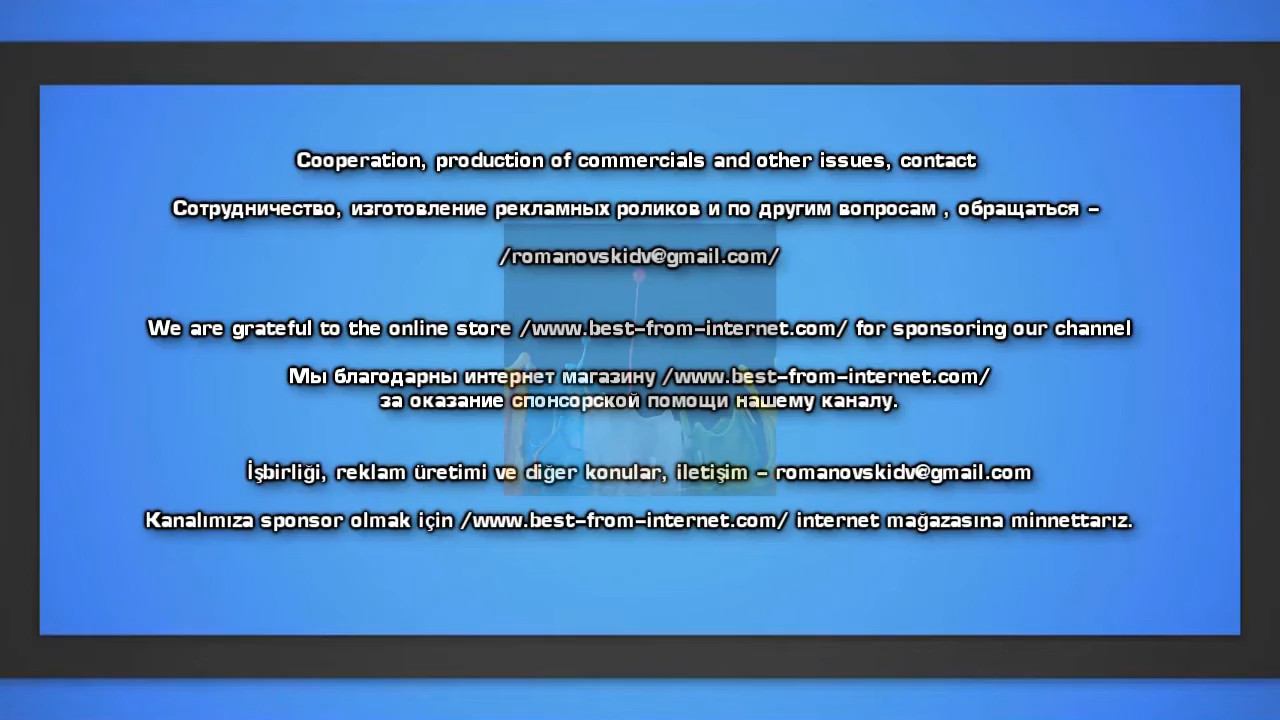 Cooperation, production of commercials and other issues, contact
Сотрудничество, изготовление рекламных роликов и по другим вопросам , обращаться -
/romanovskidv@gmail.com/
We are grateful to the online store /www.best-from-internet.com/ for sponsoring our channel
Мы благодарны интернет магазину /www.best-from-internet.com/
за оказание спонсорской помощи нашему каналу.
İşbirliği, reklam üretimi ve diğer konular, iletişim - romanovskidv@gmail.com
Kanalımıza sponsor olmak için /www.best-from-internet.com/ internet mağazasına minnettarız.